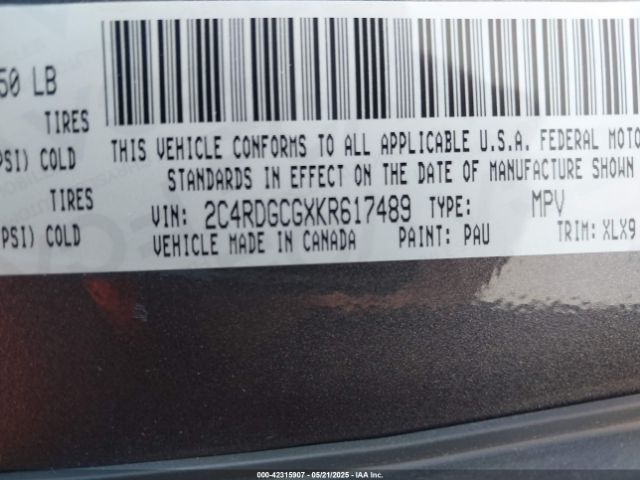 50 LB
TIRES
PSI) COLD
TIRES
PSI) COLD
THIS VEHICLE CONFORMS TO ALL APPLICABLE U.S.A. FEDERAL MOTO
STANDARDS IN EFFECT ON THE DATE OF MANUFACTURE SHOWN
VIN: 2C4RDGCGXKR617489 TYPE: MPV
VEHICLE MADE IN CANADA PAINT: PAU TRIM: XLX9
000-42315907 - 05/21/2025 - IAA Inc.